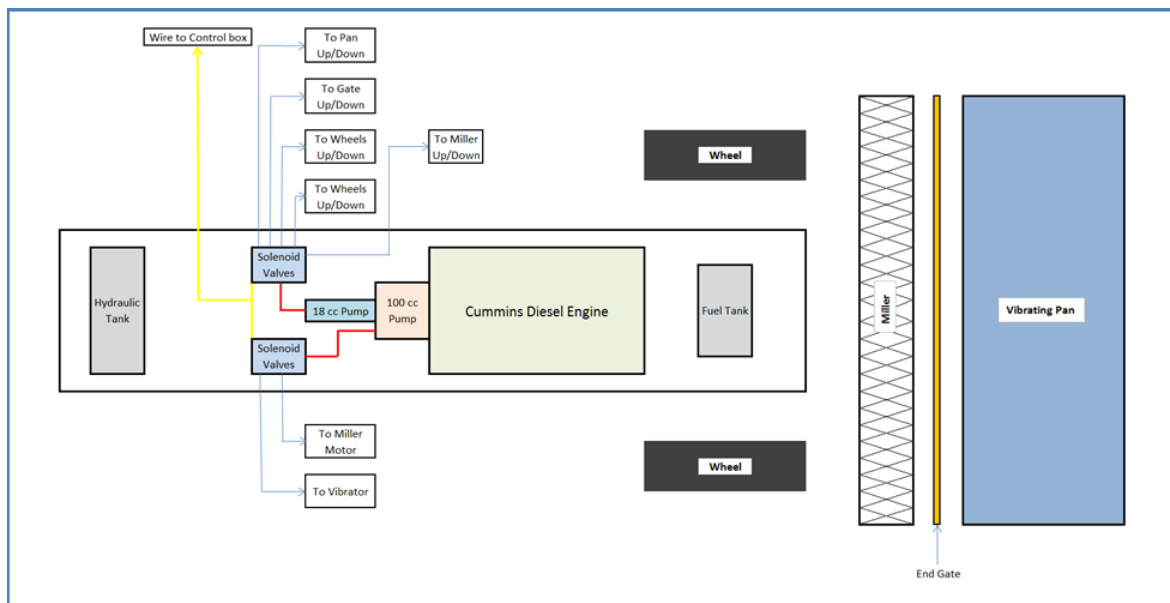 Wire to Control box
To Pan
Up/Down
To Gate
Up/Down
To Wheels
Up/Down
To Miller
Up/Down
To Wheels
Up/Down
Wheel
Solenoid
Valves
Hydraulic
Tank
18 cc Pump
100 cc
Pump
Cummins Diesel Engine
Fuel Tank
Solenoid
Valves
To Miller
Motor
To Vibrator
Wheel
Miller
Vibrating Pan
End Gate